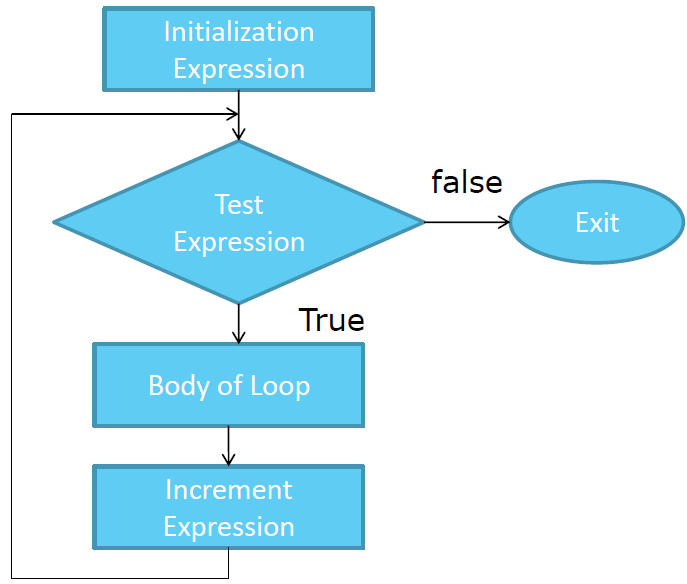 Initialization
Expression
Test
Expression
false
Exit
True
Body of Loop
Increment
Expression